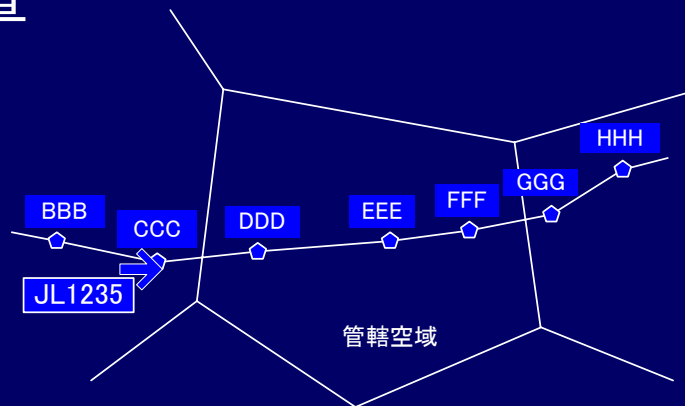 HHH
GGG
FFF
EEE
DDD
CCC
BBB
JL1235
管轄空域